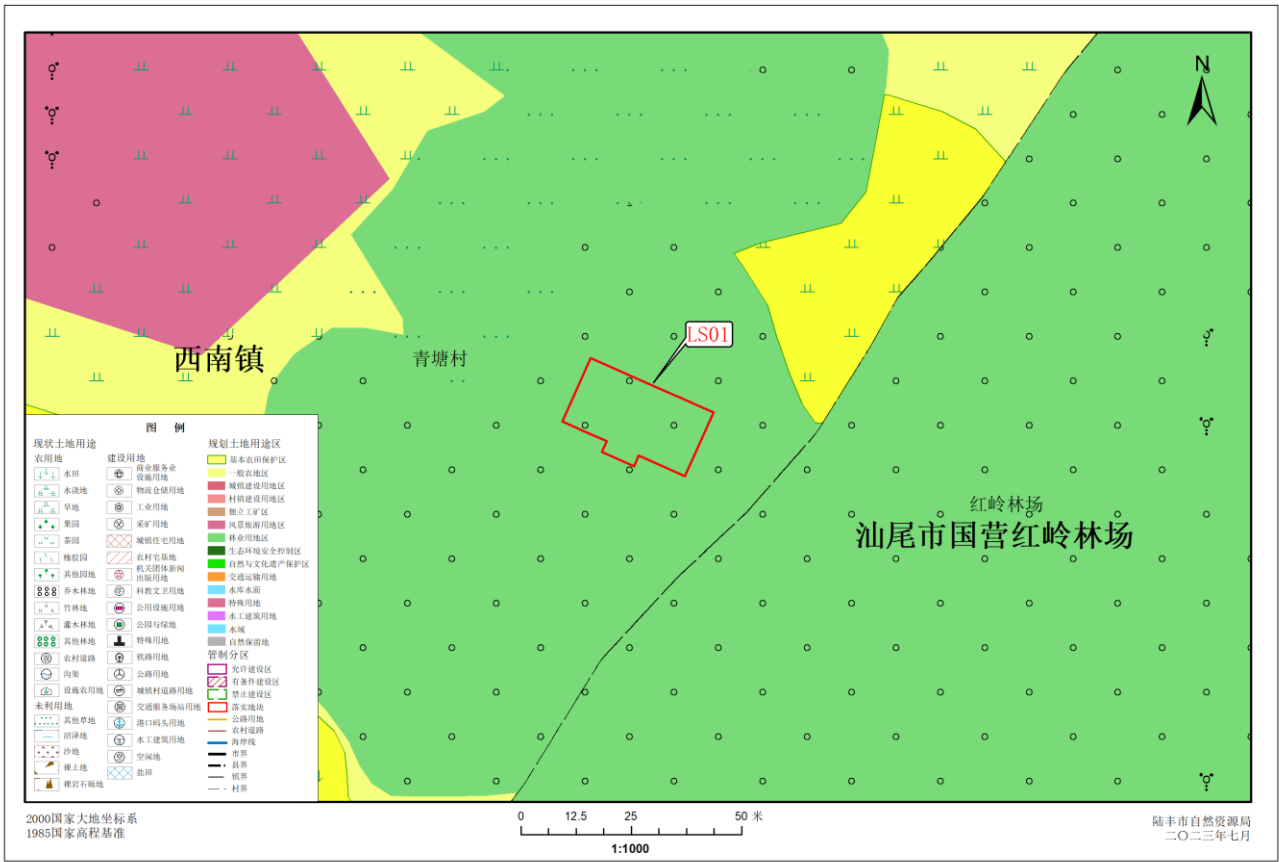 N
LS01
西南镇
青塘村
红岭林场
汕尾市国营红岭林场
图 例
现状土地用途
农用地
水田
水浇地
旱地
果园
茶园
橡胶园
其他园地
乔木林地
竹林地
灌木林地
其他林地
农村道路
沟渠
设施农用地
未利用地
其他草地
沼泽地
沙地
裸土地
裸岩石砾地
建设用地
商业服务业
设施用地
物流仓储用地
工业用地
采矿用地
城镇住宅用地
农村宅基地
机关团体新闻
出版用地
科教文卫用地
公用设施用地
公园与绿地
特殊用地
铁路用地
公路用地
城镇村道路用地
交通服务场站用地
港口码头用地
水工建筑用地
空闲地
盐田
规划土地用途区
基本农田保护区
一般农地区
城镇建设用地区
村镇建设用地区
独立工矿区
风景旅游用地区
林业用地区
生态环境安全控制区
自然与文化遗产保护区
交通运输用地
水库水面
特殊用地
水工建筑用地
水域
自然保留地
管制分区
允许建设区
有条件建设区
禁止建设区
落实地块
公路用地
农村道路
海岸线
市界
县界
镇界
村界
2000国家大地坐标系
1985国家高程基准
0 12.5 25 50 米
1:1000
陆丰市自然资源局
二〇二三年七月